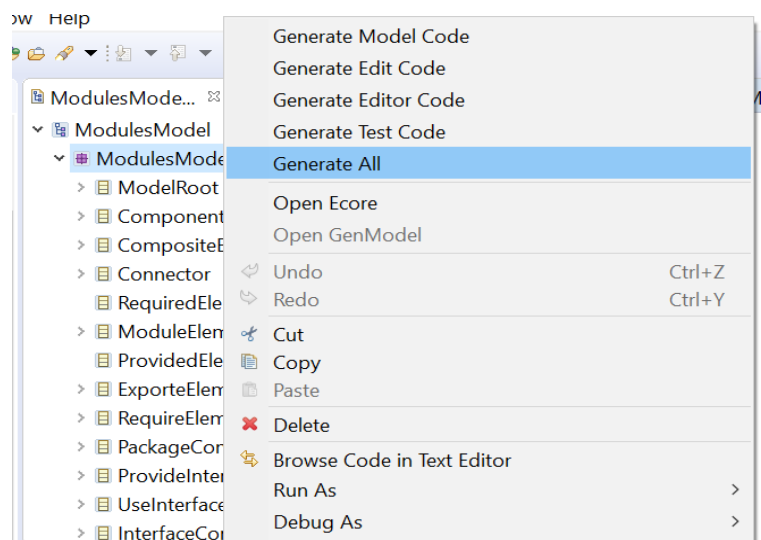 ow Help
ModulesMode...
ModulesModel
ModulesMode
ModelRoot
Component
CompositeE
Connector
RequiredEle
ModuleElem
ProvidedEle
ExporteElem
RequireElem
PackageCor
ProvideInter
UseInterface
InterfaceCor
Generate Model Code
Generate Edit Code
Generate Editor Code
Generate Test Code
Generate All
Open Ecore
Open GenModel
Undo Ctrl+Z
Redo Ctrl+Y
Cut
Copy
Paste
Delete
Browse Code in Text Editor
Run As
Debug As